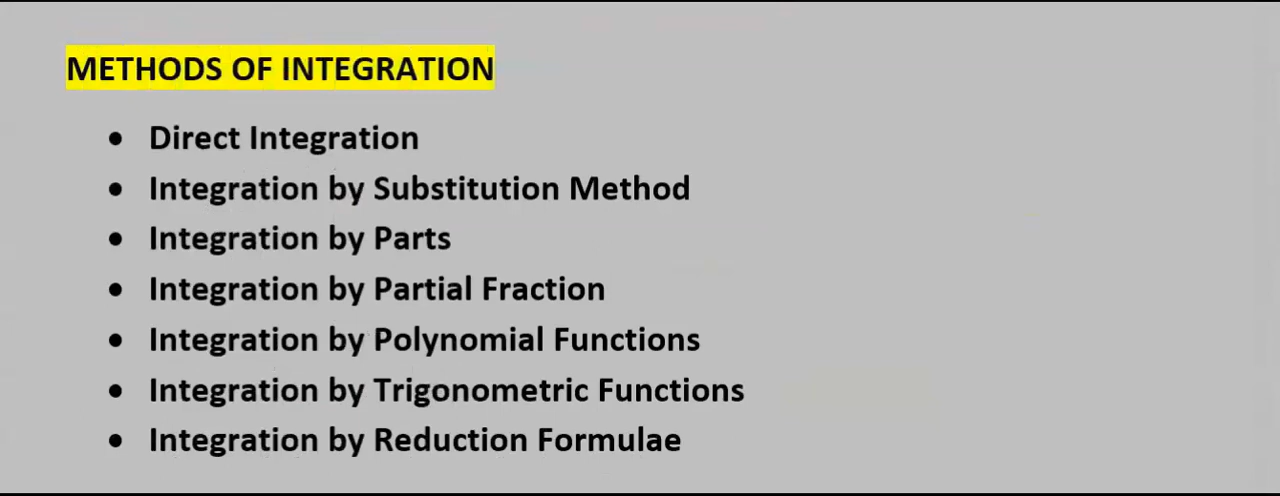 METHODS OF INTEGRATION
• Direct Integration
• Integration by Substitution Method
• Integration by Parts
• Integration by Partial Fraction
• Integration by Polynomial Functions
• Integration by Trigonometric Functions
• Integration by Reduction Formulae